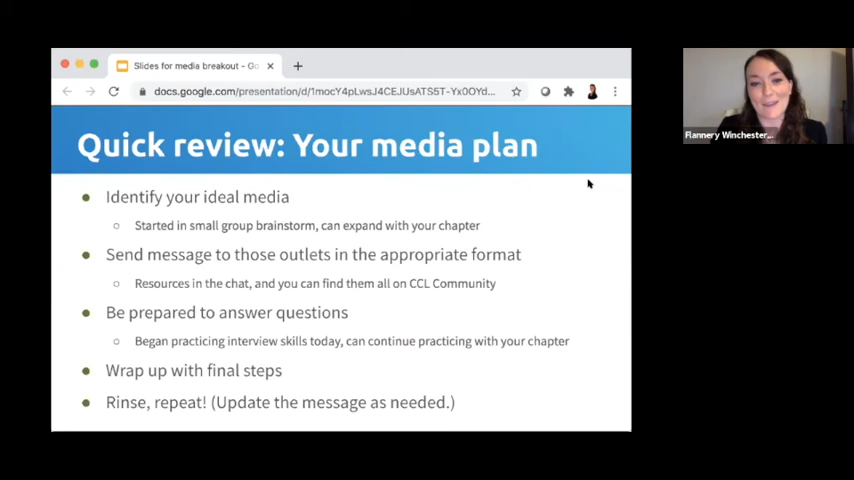 Slides for media breakout - Go
docs.google.com/presentation/d/1mocY4pLwsJ4CEJUsATS5T-Yx0OYd...
Quick review: Your media plan
Identify your ideal media
Started in small group brainstorm, can expand with your chapter
Send message to those outlets in the appropriate format
Resources in the chat, and you can find them all on CCL Community
Be prepared to answer questions
Began practicing interview skills today, can continue practicing with your chapter
Wrap up with final steps
Rinse, repeat! (Update the message as needed.)
Flannery Winchester...